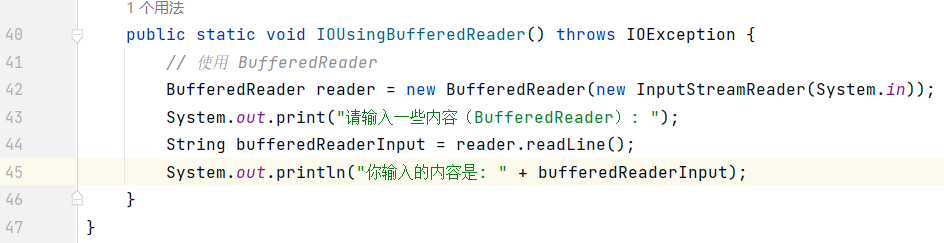 1 个用法
40 public static void IOUsingBufferedReader() throws IOException {
41 // 使用 BufferedReader
42 BufferedReader reader = new BufferedReader(new InputStreamReader(System.in));
43 System.out.print("请输入一些内容（BufferedReader）: ");
44 String bufferedReaderInput = reader.readLine();
45 System.out.println("你输入的内容是: " + bufferedReaderInput);
46 }
47 }